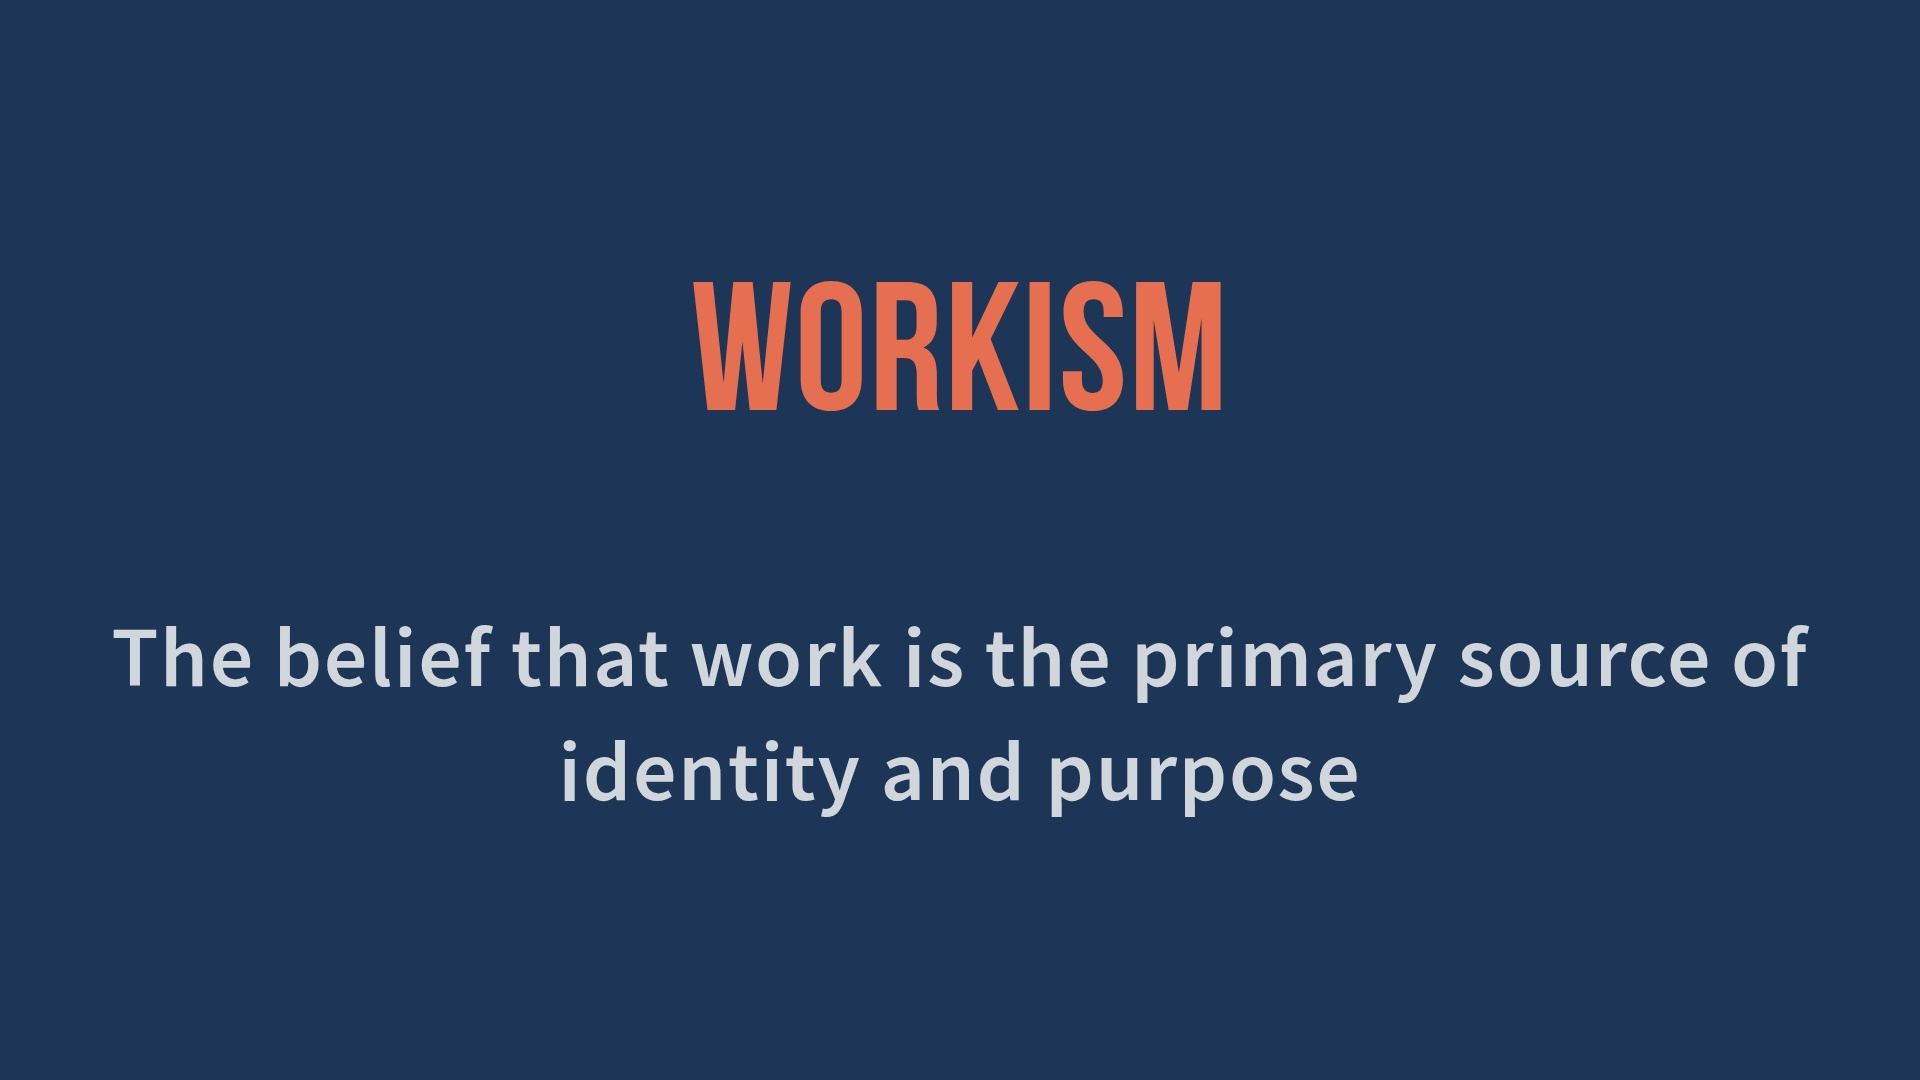 WORKISM
The belief that work is the primary source of
identity and purpose